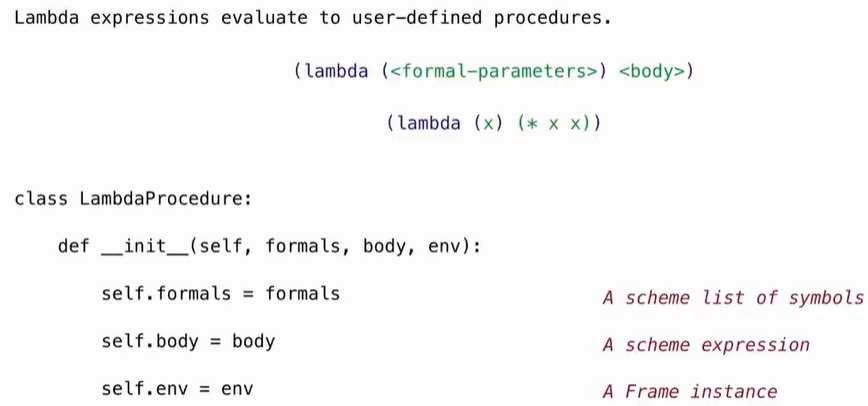 Lambda expressions evaluate to user-defined procedures.
(lambda (<formal-parameters>) <body>)
(lambda (x) (* x x))
class LambdaProcedure:
def __init__(self, formals, body, env):
self.formals = formals A scheme list of symbols
self.body = body A scheme expression
self.env = env A Frame instance